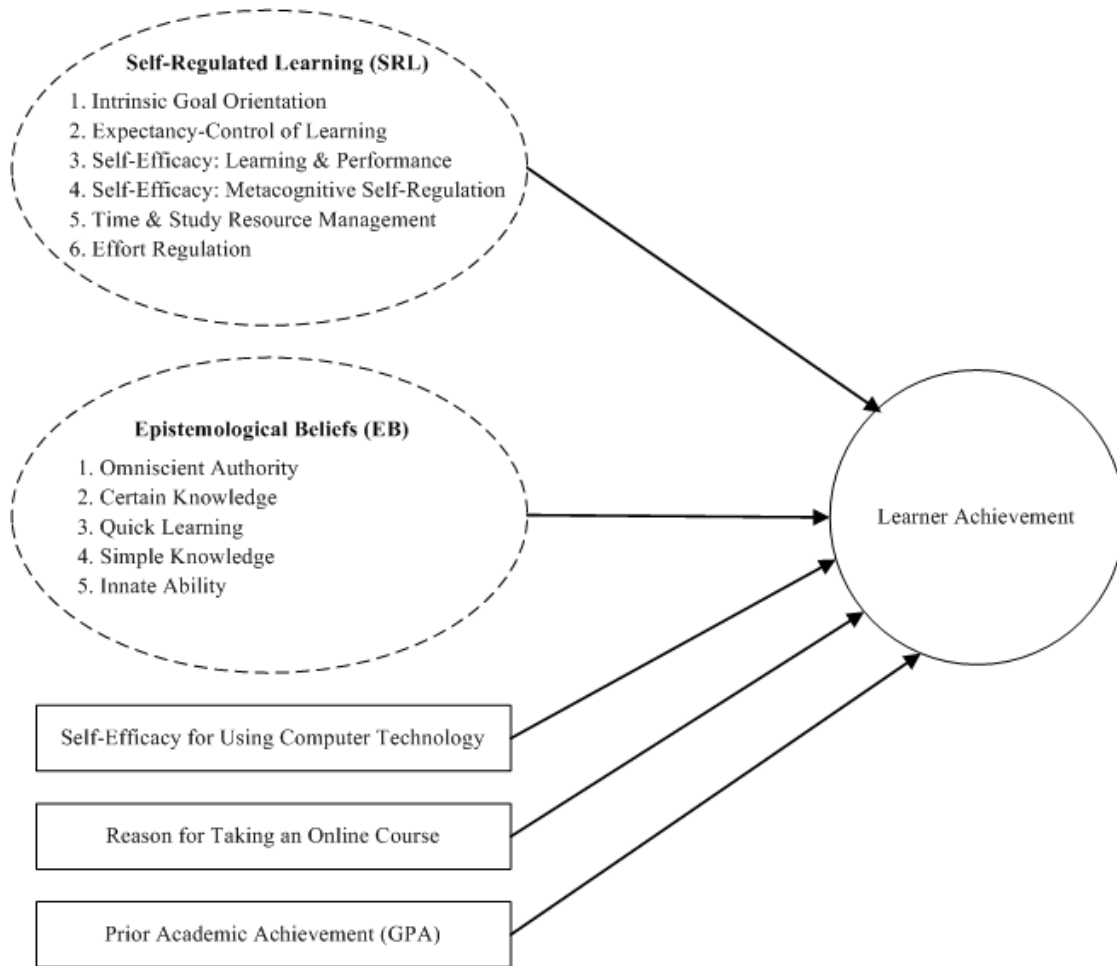 Self-Regulated Learning (SRL)
1. Intrinsic Goal Orientation
2. Expectancy-Control of Learning
3. Self-Efficacy: Learning & Performance
4. Self-Efficacy: Metacognitive Self-Regulation
5. Time & Study Resource Management
6. Effort Regulation
Epistemological Beliefs (EB)
1. Omniscient Authority
2. Certain Knowledge
3. Quick Learning
4. Simple Knowledge
5. Innate Ability
Learner Achievement
Self-Efficacy for Using Computer Technology
Reason for Taking an Online Course
Prior Academic Achievement (GPA)